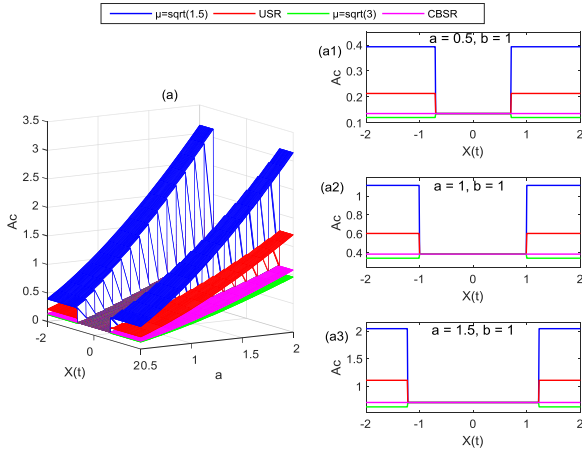 μ=sqrt(1.5) USR μ=sqrt(3) CBSR
(a)
3.5
3
2.5
2
1.5
1
0.5
0
Ac
-2
0
2
X(t)
0.5
1
1.5
2
a
(a1)
a = 0.5, b = 1
0.4
0.3
0.2
0.1
Ac
-2 -1 0 1 2
X(t)
(a2)
a = 1, b = 1
1
0.8
0.6
0.4
Ac
-2 -1 0 1 2
X(t)
(a3)
a = 1.5, b = 1
2
1.5
1
Ac
-2 -1 0 1 2
X(t)